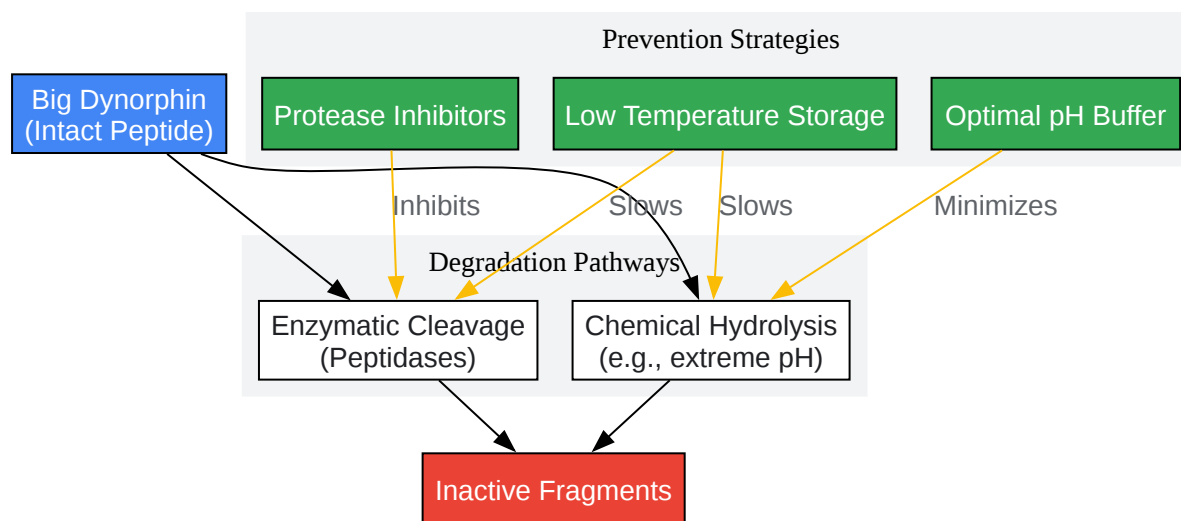 Prevention Strategies
Big Dynorphin
(Intact Peptide)
Protease Inhibitors
Low Temperature Storage
Optimal pH Buffer
Inhibits
Slows
Slows
Minimizes
Degradation Pathways
Enzymatic Cleavage
(Peptidases)
Chemical Hydrolysis
(e.g., extreme pH)
Inactive Fragments